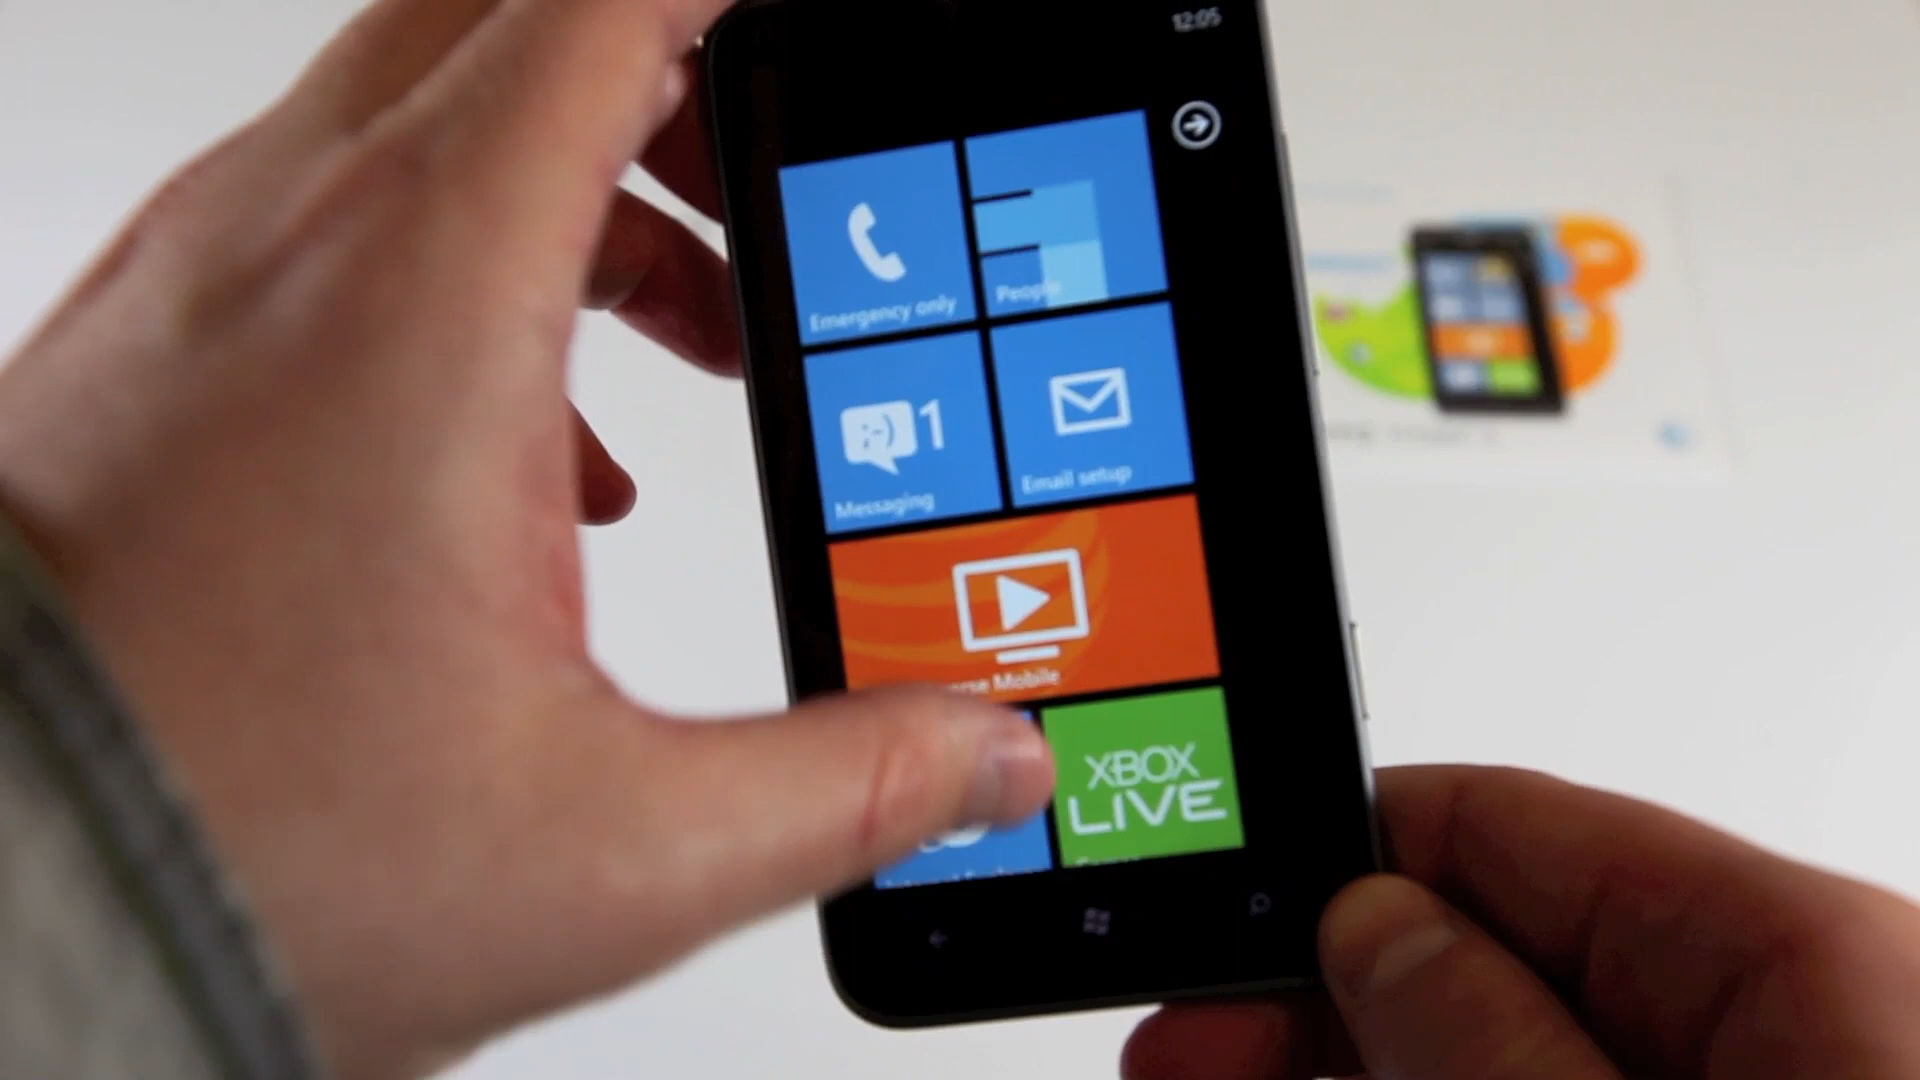 12:05
Emergency only
People
Messaging
1
Email setup
Mobile
XBOX
LIVE